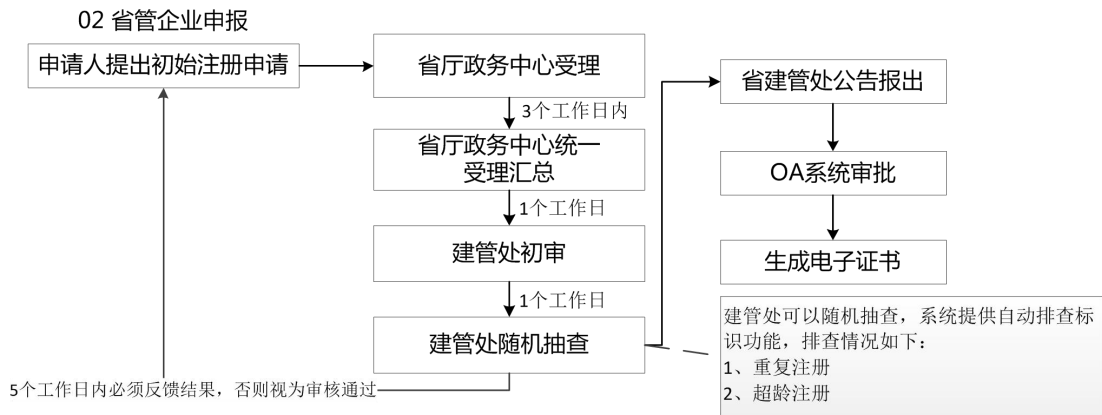 02 省管企业申报
申请人提出初始注册申请
省厅政务中心受理
3个工作日内
省厅政务中心统一
受理汇总
1个工作日
建管处初审
1个工作日
建管处随机抽查
5个工作日内必须反馈结果，否则视为审核通过
省建管处公告报出
OA系统审批
生成电子证书
建管处可以随机抽查，系统提供自动排查标
识功能，排查情况如下：
1、重复注册
2、超龄注册